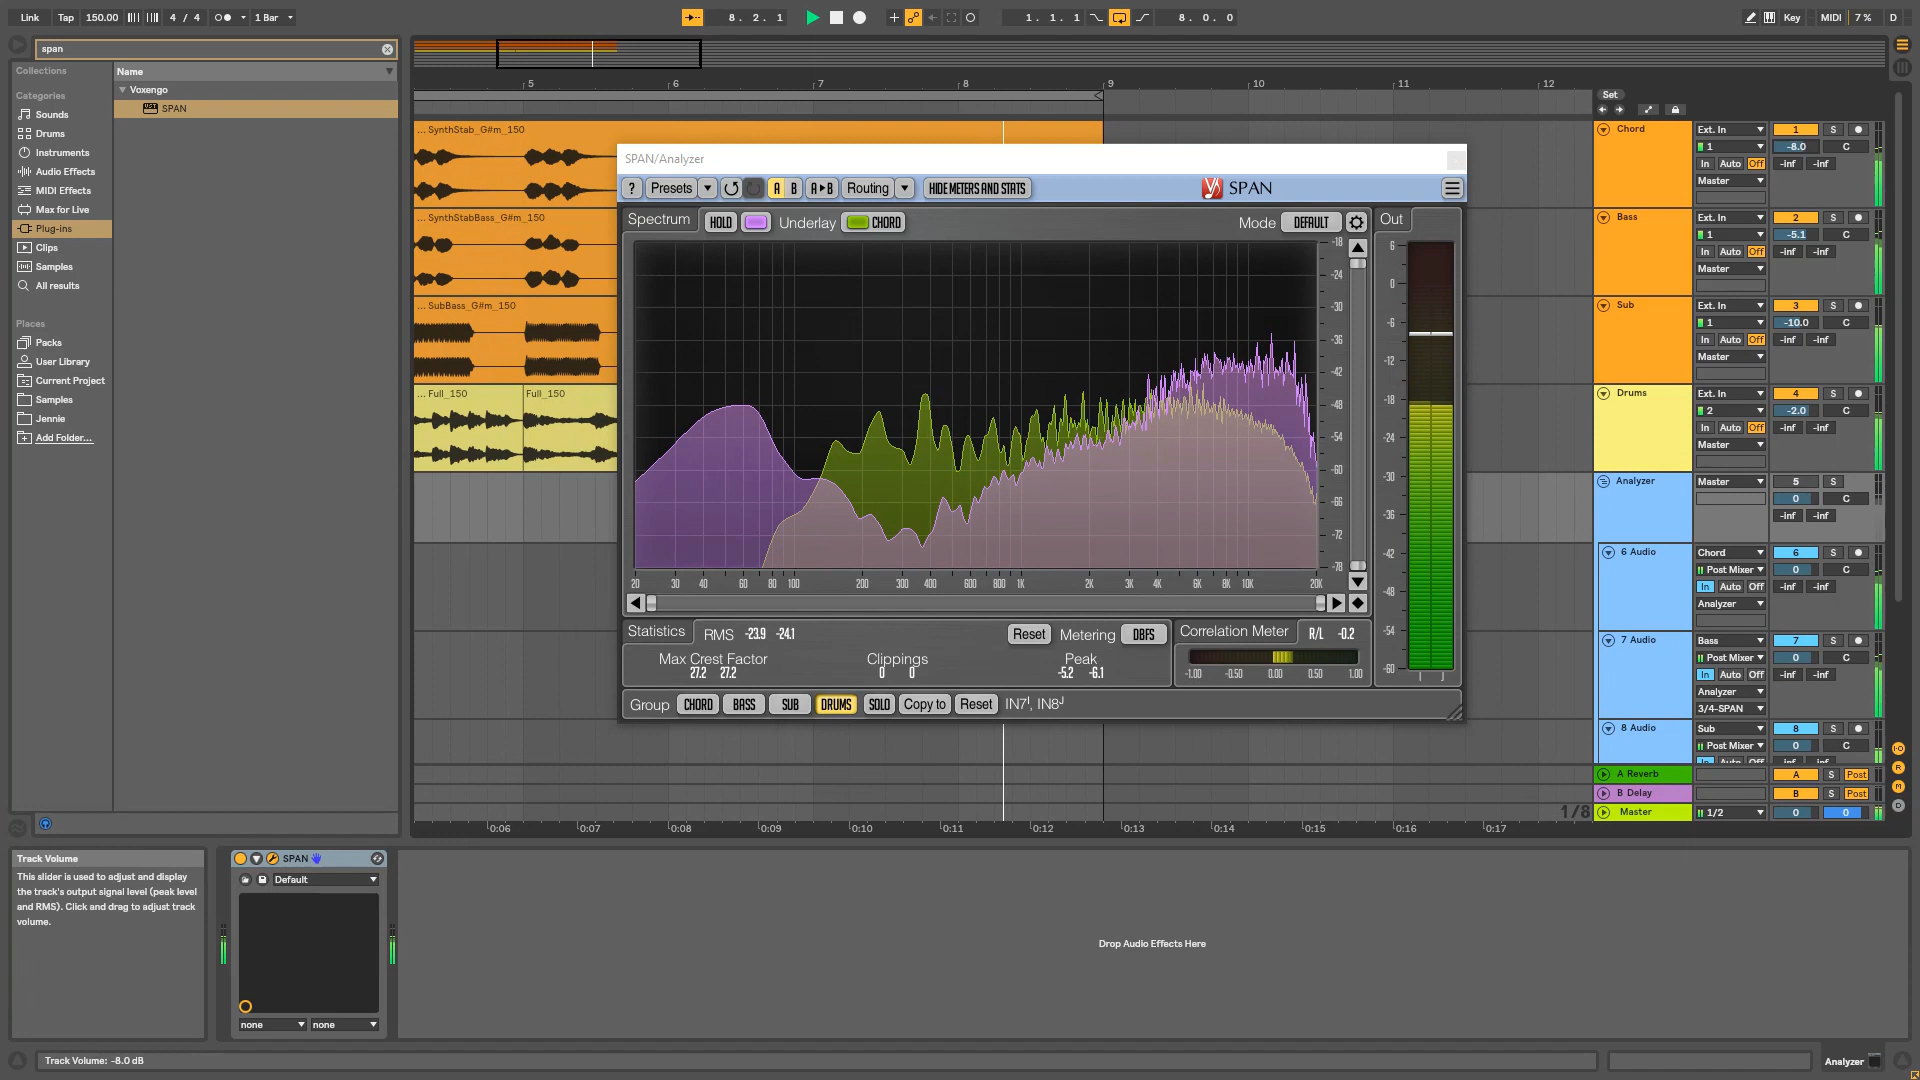 Link Tap 150.00 4 / 4 1 Bar 8. 2. 1 1. 1. 1 8. 0. 0 Key MIDI 7 % D
span
Collections
Categories
Sounds
Drums
Instruments
Audio Effects
MIDI Effects
Max for Live
Plug-ins
Clips
Samples
All results
Places
Packs
User Library
Current Project
Samples
Jennie
Add Folder...
Name
Voxengo
SPAN
5 6 7 8 9 10 11 12
... SynthStab_G#m_150
... SynthStabBass_G#m_150
... SubBass_G#m_150
... Full_150 Full_150
SPAN/Analyzer
? Presets A B A▸B Routing HIDE METERS AND STATS SPAN
Spectrum HOLD Underlay CHORD Mode DEFAULT Out
-18
-24
-30
-36
-42
-48
-54
-60
-66
-72
-78
20 30 40 60 80 100 200 300 400 600 800 1K 2K 3K 4K 6K 8K 10K 20K
6
0
-6
-12
-18
-24
-30
-36
-42
-48
-54
-60
Statistics RMS -23.9 -24.1 Reset Metering DBFS Correlation Meter R/L -0.2
Max Crest Factor Clippings Peak
27.2 27.2 0 0 -5.2 -6.1
-1.00 -0.50 0.00 0.50 1.00
Group CHORD BASS SUB DRUMS SOLO Copy to Reset IN7ᴵ, IN8ᴶ
Set
Chord Ext. In 1 S
1 -8.0 C
In Auto Off -inf -inf
Master
Bass Ext. In 2 S
1 -5.1 C
In Auto Off -inf -inf
Master
Sub Ext. In 3 S
1 -10.0 C
In Auto Off -inf -inf
Master
Drums Ext. In 4 S
2 -2.0 C
In Auto Off -inf -inf
Master
Analyzer Master 5 S
0 C
-inf -inf
6 Audio Chord 6 S
Post Mixer 0 C
In Auto Off -inf -inf
Analyzer
7 Audio Bass 7 S
Post Mixer 0 C
In Auto Off -inf -inf
Analyzer
3/4-SPAN
8 Audio Sub 8 S
Post Mixer 0 C
A Reverb A S Post
B Delay B S Post
1/8 Master 1/2 0 0
0:06 0:07 0:08 0:09 0:10 0:11 0:12 0:13 0:14 0:15 0:16 0:17
Track Volume
This slider is used to adjust and display
the track's output signal level (peak level
and RMS). Click and drag to adjust track
volume.
SPAN
Default
none none
Drop Audio Effects Here
Track Volume: -8.0 dB
Analyzer